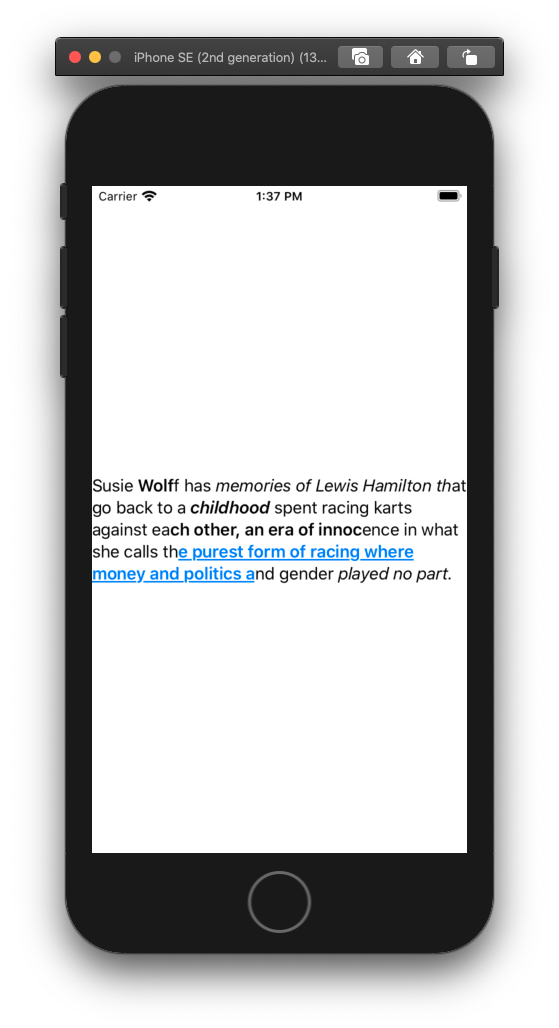 iPhone SE (2nd generation) (13...
Carrier 1:37 PM
Susie Wolff has memories of Lewis Hamilton that
go back to a childhood spent racing karts
against each other, an era of innocence in what
she calls the purest form of racing where
money and politics and gender played no part.